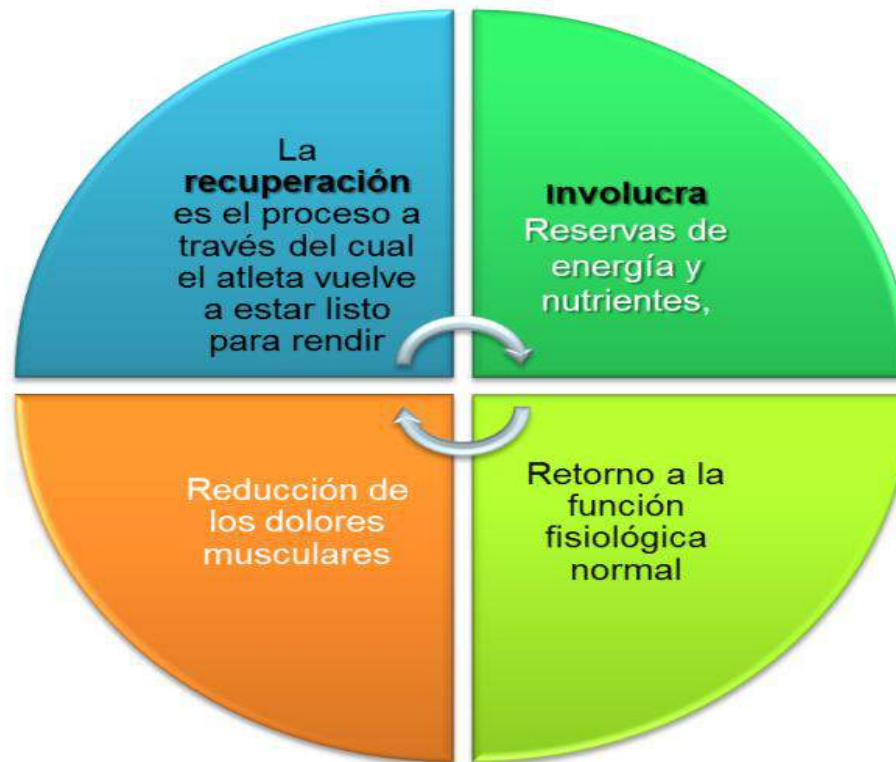 La
recuperación
es el proceso a
través del cual
el atleta vuelve
a estar listo
para rendir
Involucra
Reservas de
energía y
nutrientes,
Retorno a la
función
fisiológica
normal
Reducción de
los dolores
musculares